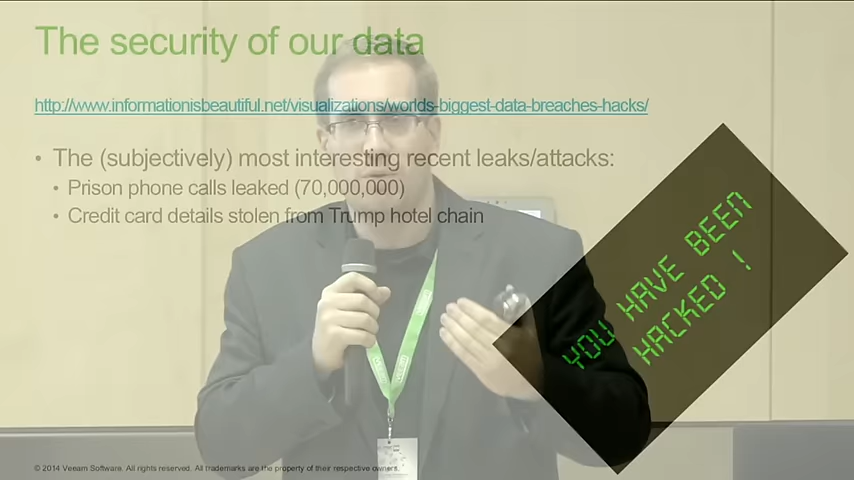 The security of our data
http://www.informationisbeautiful.net/visualizations/worlds-biggest-data-breaches-hacks/
• The (subjectively) most interesting recent leaks/attacks:
• Prison phone calls leaked (70,000,000)
• Credit card details stolen from Trump hotel chain
YOU HAVE BEEN
HACKED !
© 2014 Veeam Software. All rights reserved. All trademarks are the property of their respective owners.